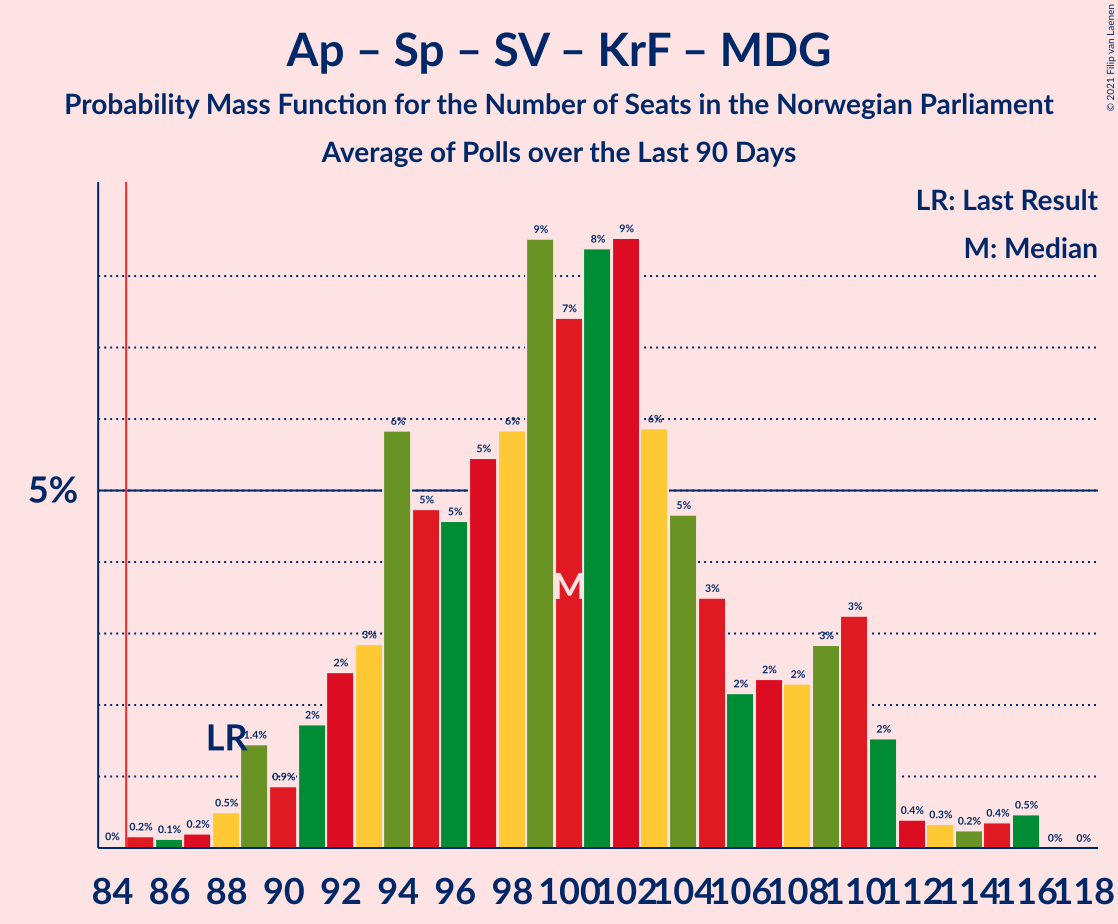 Ap – Sp – SV – KrF – MDG
Probability Mass Function for the Number of Seats in the Norwegian Parliament
Average of Polls over the Last 90 Days
© 2021 Filip van Laenen
LR: Last Result
M: Median
5%
LR
M
0% 0.2% 0.1% 0.2% 0.5% 1.4% 0.9% 2% 2% 3% 6% 5% 5% 5% 6% 9% 7% 8% 9% 6% 5% 3% 2% 2% 2% 3% 3% 2% 0.4% 0.3% 0.2% 0.4% 0.5% 0% 0%
84 86 88 90 92 94 96 98 100 102 104 106 108 110 112 114 116 118